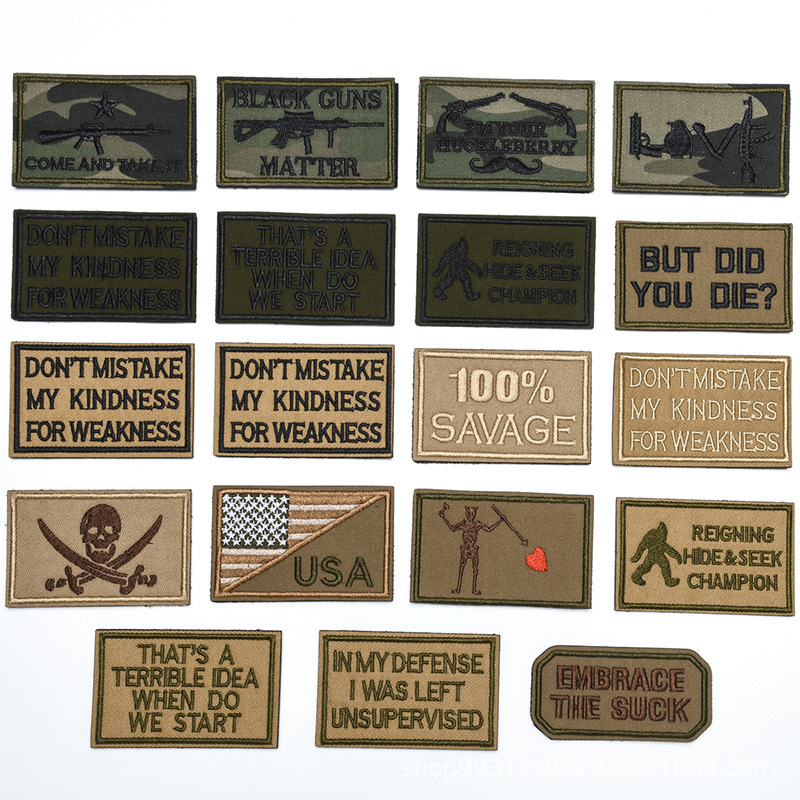 COME AND TAKE IT
BLACK GUNS
MATTER
I'M YOUR
HUCKLEBERRY
LOVE
DON'T MISTAKE
MY KINDNESS
FOR WEAKNESS
THAT'S A
TERRIBLE IDEA
WHEN DO
WE START
REIGNING
HIDE & SEEK
CHAMPION
BUT DID
YOU DIE?
DON'T MISTAKE
MY KINDNESS
FOR WEAKNESS
DON'T MISTAKE
MY KINDNESS
FOR WEAKNESS
100%
SAVAGE
DON'T MISTAKE
MY KINDNESS
FOR WEAKNESS
USA
REIGNING
HIDE & SEEK
CHAMPION
THAT'S A
TERRIBLE IDEA
WHEN DO
WE START
IN MY DEFENSE
I WAS LEFT
UNSUPERVISED
EMBRACE
THE SUCK